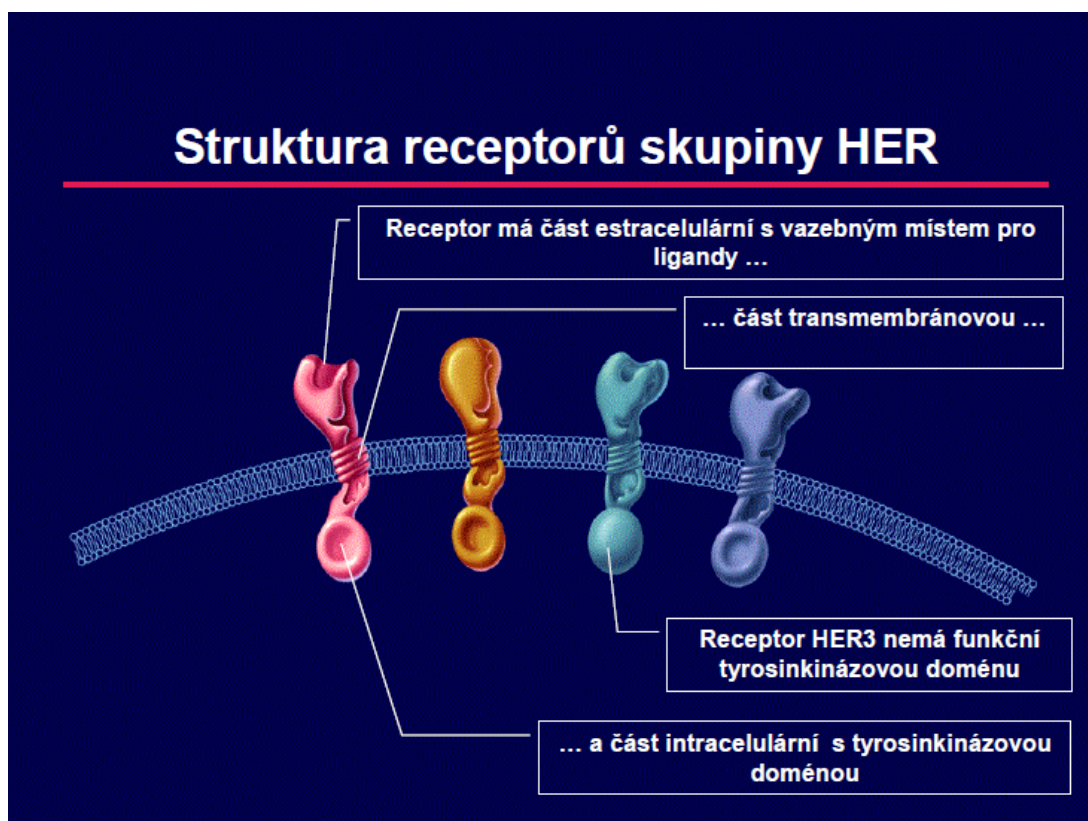 Struktura receptorů skupiny HER
Receptor má část estracelulární s vazebným místem pro
ligandy …
… část transmembránovou …
Receptor HER3 nemá funkční
tyrosinkinázovou doménu
… a část intracelulární s tyrosinkinázovou
doménou